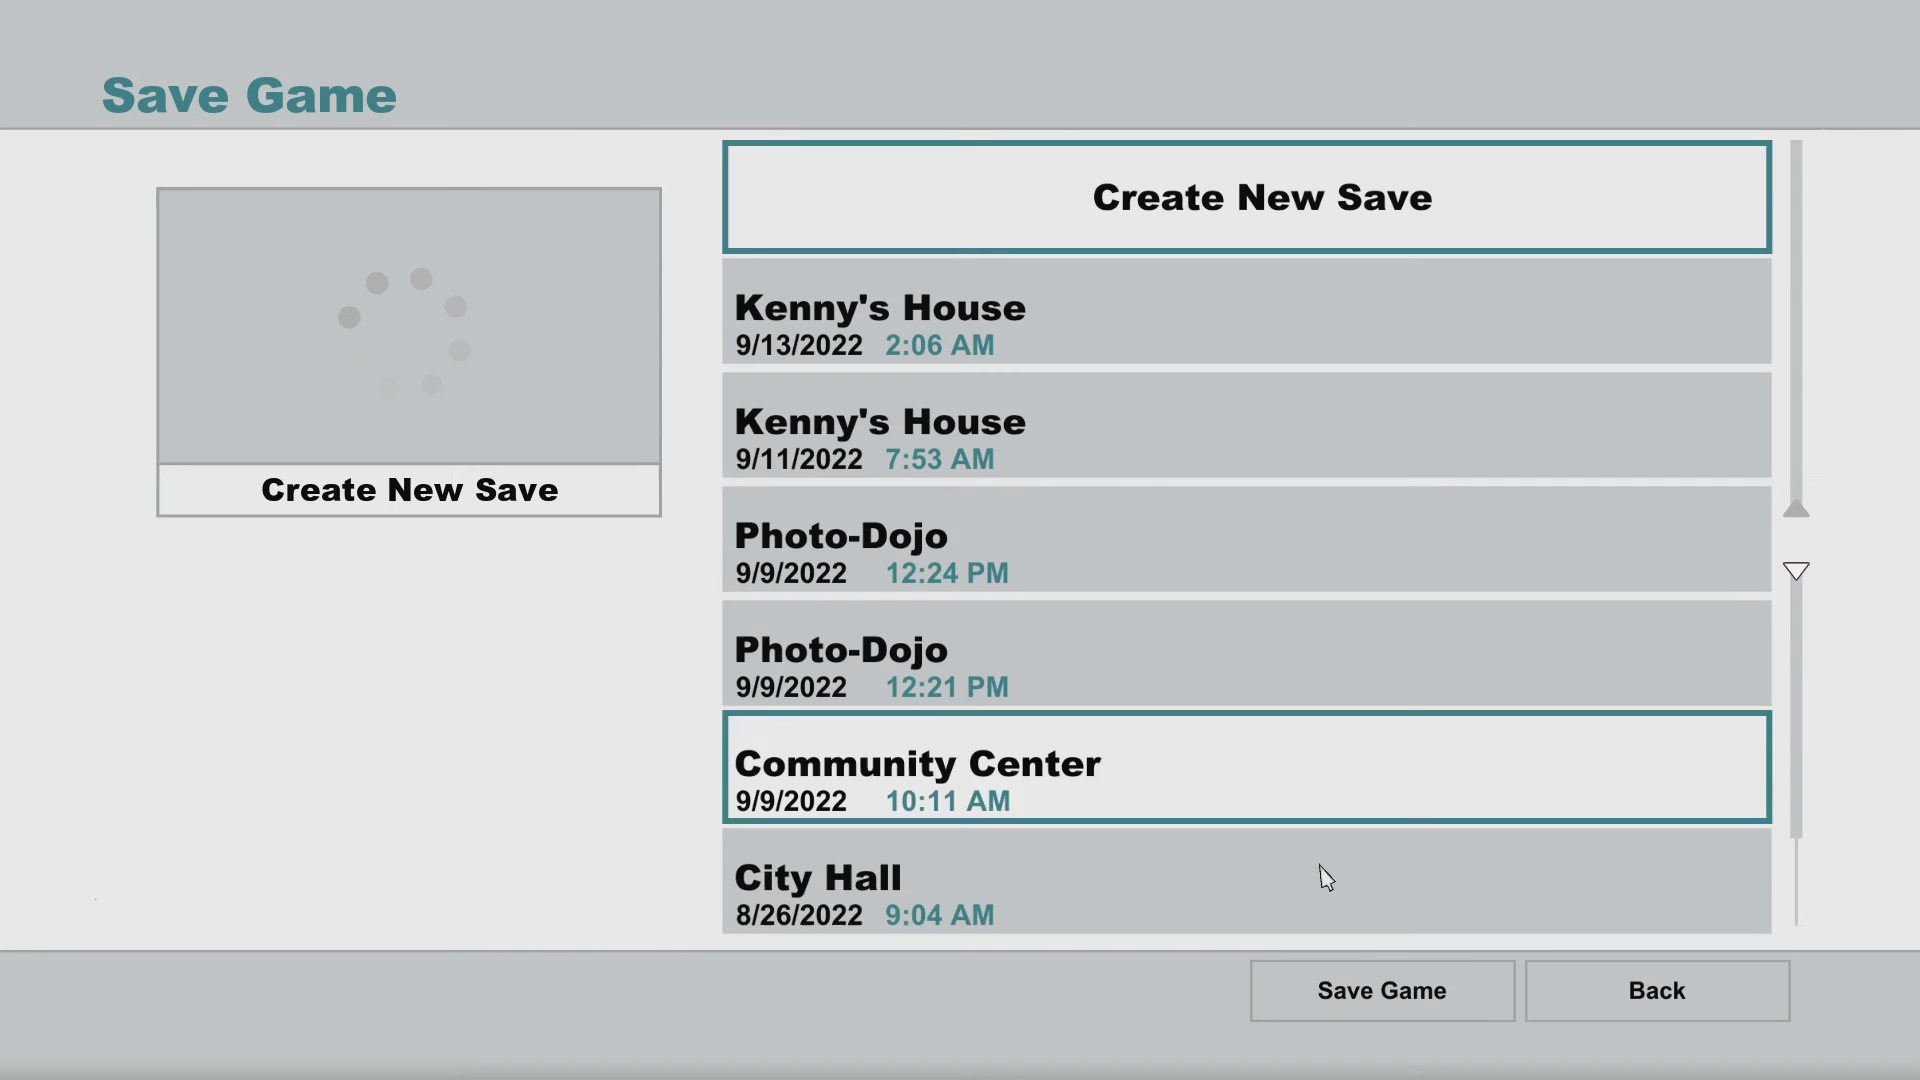 Save Game
Create New Save
Create New Save
Kenny's House
9/13/2022 2:06 AM
Kenny's House
9/11/2022 7:53 AM
Photo-Dojo
9/9/2022 12:24 PM
Photo-Dojo
9/9/2022 12:21 PM
Community Center
9/9/2022 10:11 AM
City Hall
8/26/2022 9:04 AM
Save Game
Back